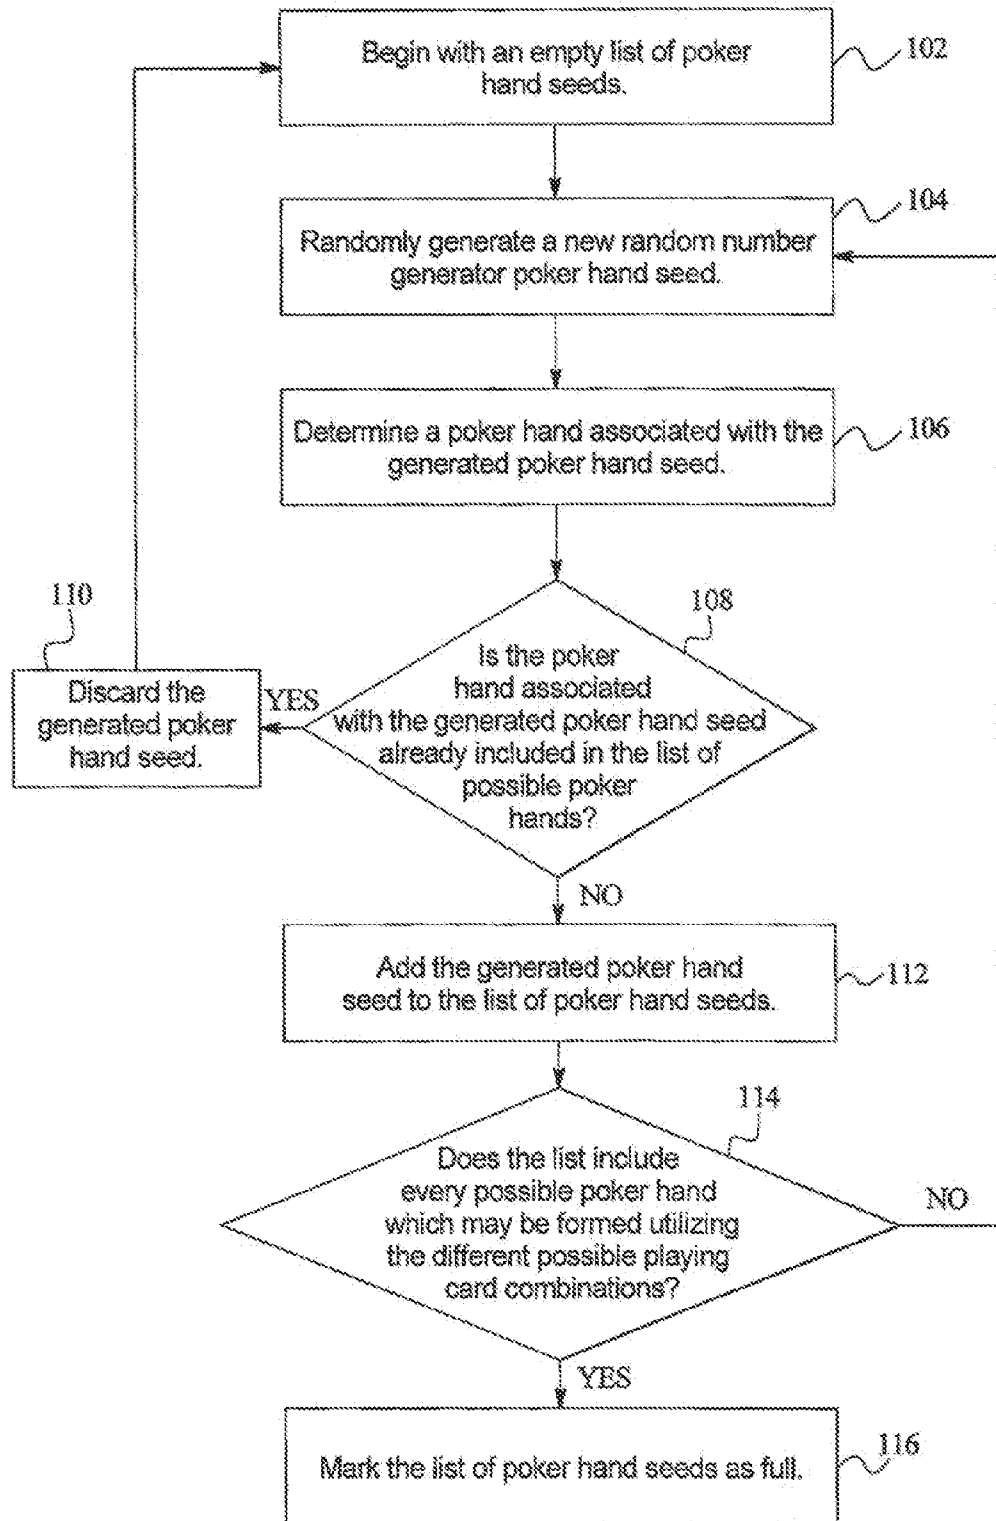 Begin with an empty list of poker
hand seeds.
102
104
Randomly generate a new random number
generator poker hand seed.
Determine a poker hand associated with the
generated poker hand seed.
106
110
108
Discard the
generated poker
hand seed.
YES
Is the poker
hand associated
with the generated poker hand seed
already included in the list of
possible poker
hands?
NO
Add the generated poker hand
seed to the list of poker hand seeds.
112
114
Does the list include
every possible poker hand
which may be formed utilizing
the different possible playing
card combinations?
NO
YES
Mark the list of poker hand seeds as full.
116